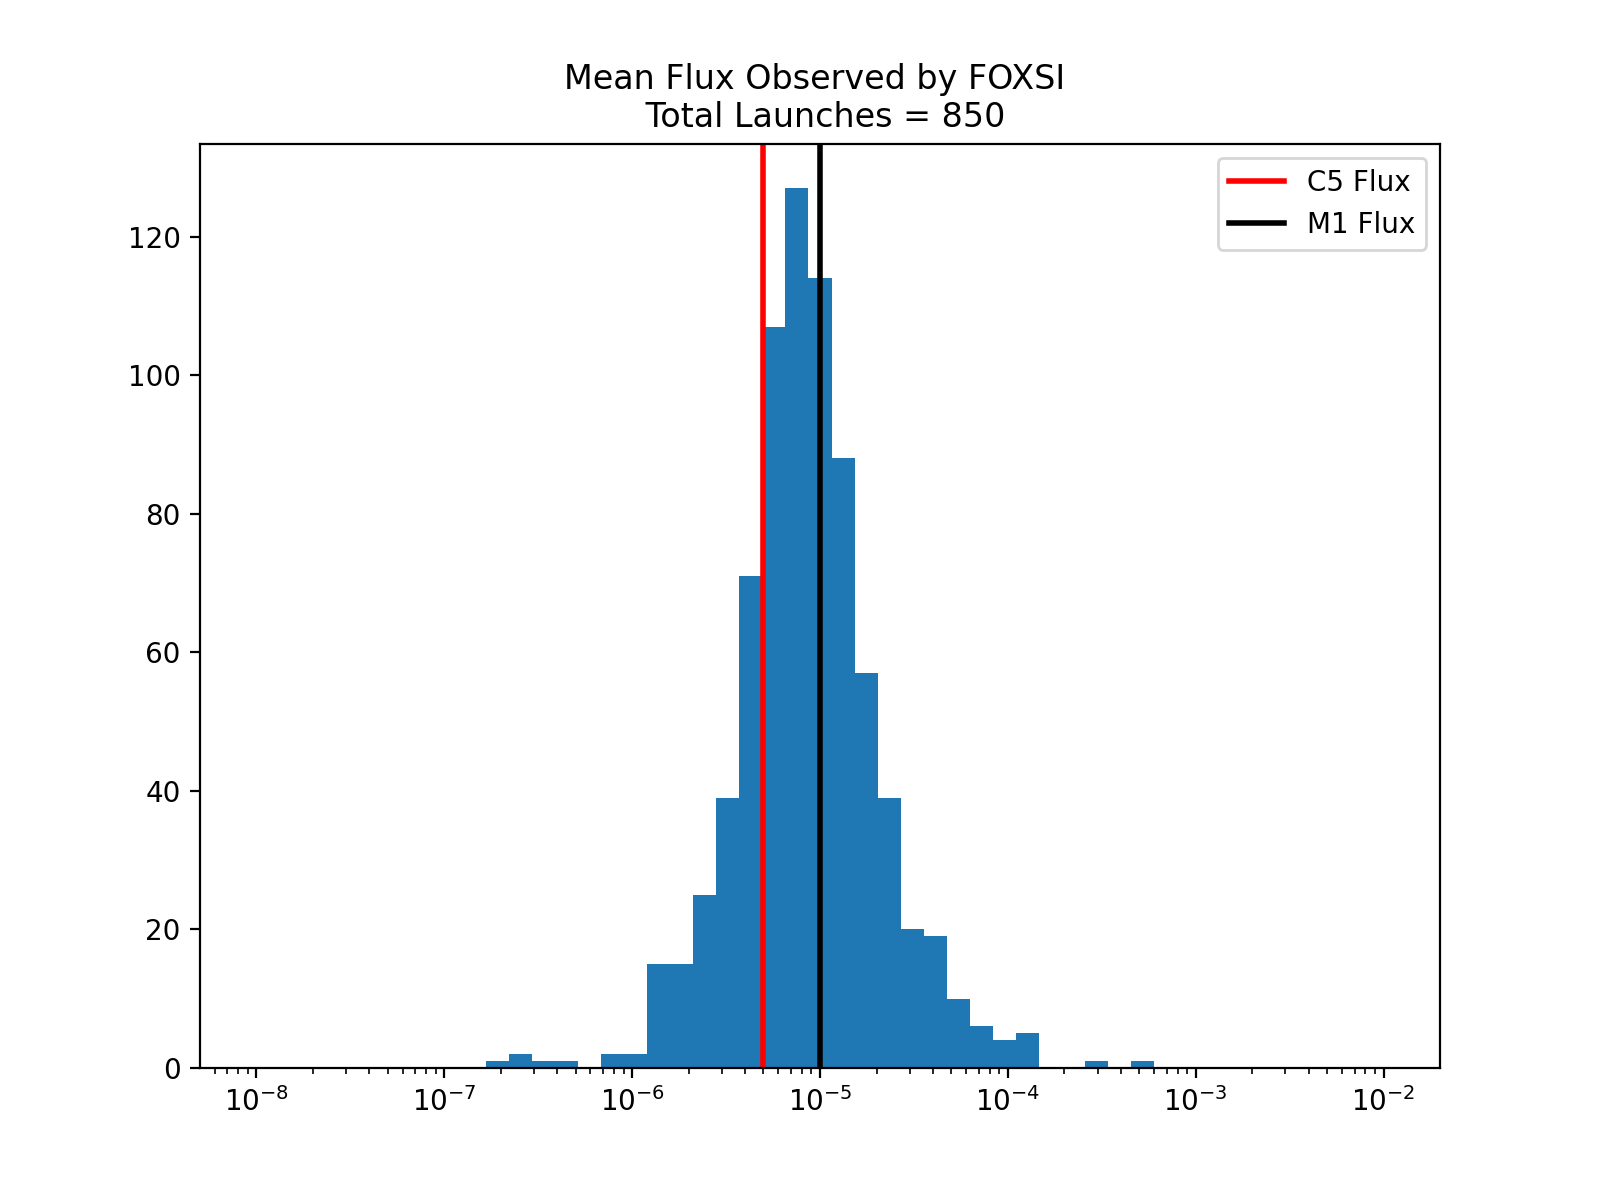 Mean Flux Observed by FOXSI
Total Launches = 850
C5 Flux
M1 Flux
120
100
80
60
40
20
0
10⁻⁸ 10⁻⁷ 10⁻⁶ 10⁻⁵ 10⁻⁴ 10⁻³ 10⁻²